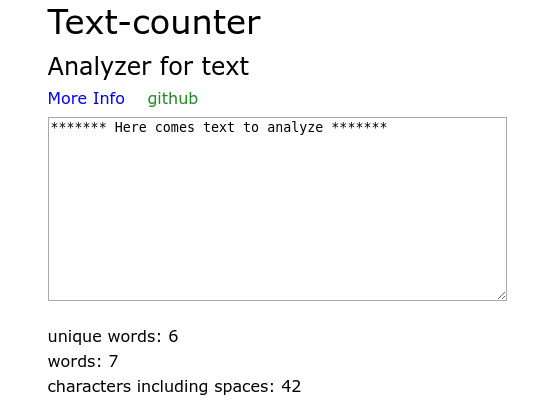 Text-counter
Analyzer for text
More Info github
******* Here comes text to analyze *******
unique words: 6
words: 7
characters including spaces: 42